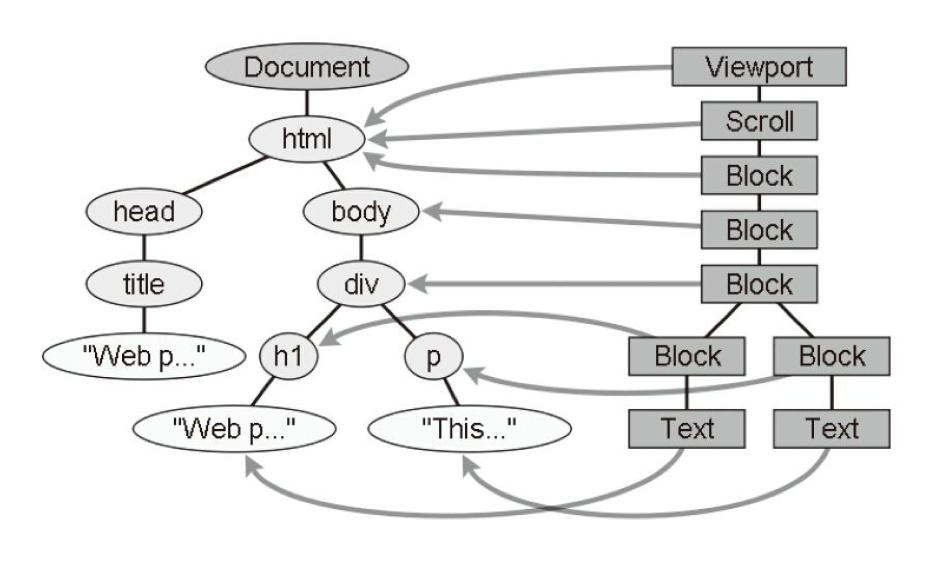 Document
Viewport
html
Scroll
Block
head
body
Block
title
div
Block
"Web p..."
h1
p
Block
Block
"Web p..."
"This..."
Text
Text